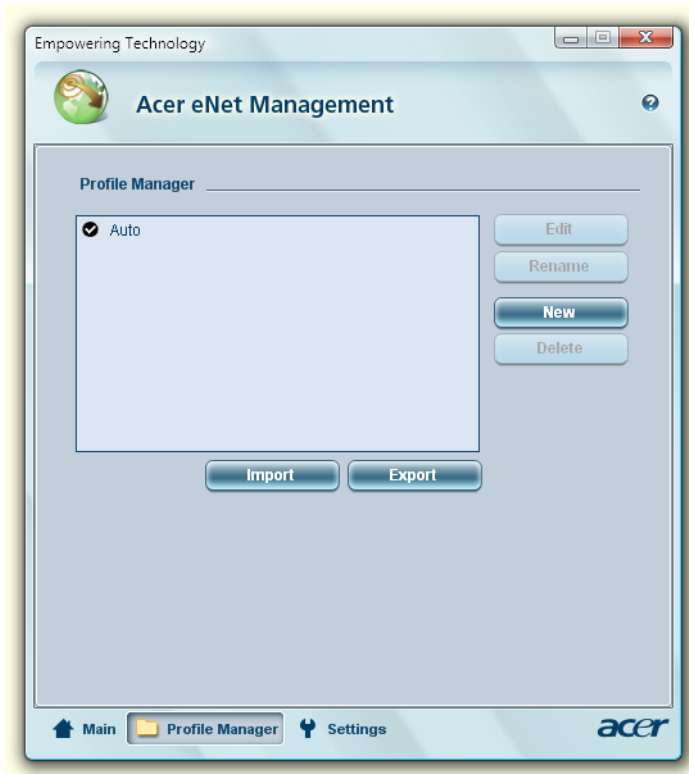 Empowering Technology
Acer eNet Management
Profile Manager
Auto
Edit
Rename
New
Delete
Import
Export
Main
Profile Manager
Settings
acer